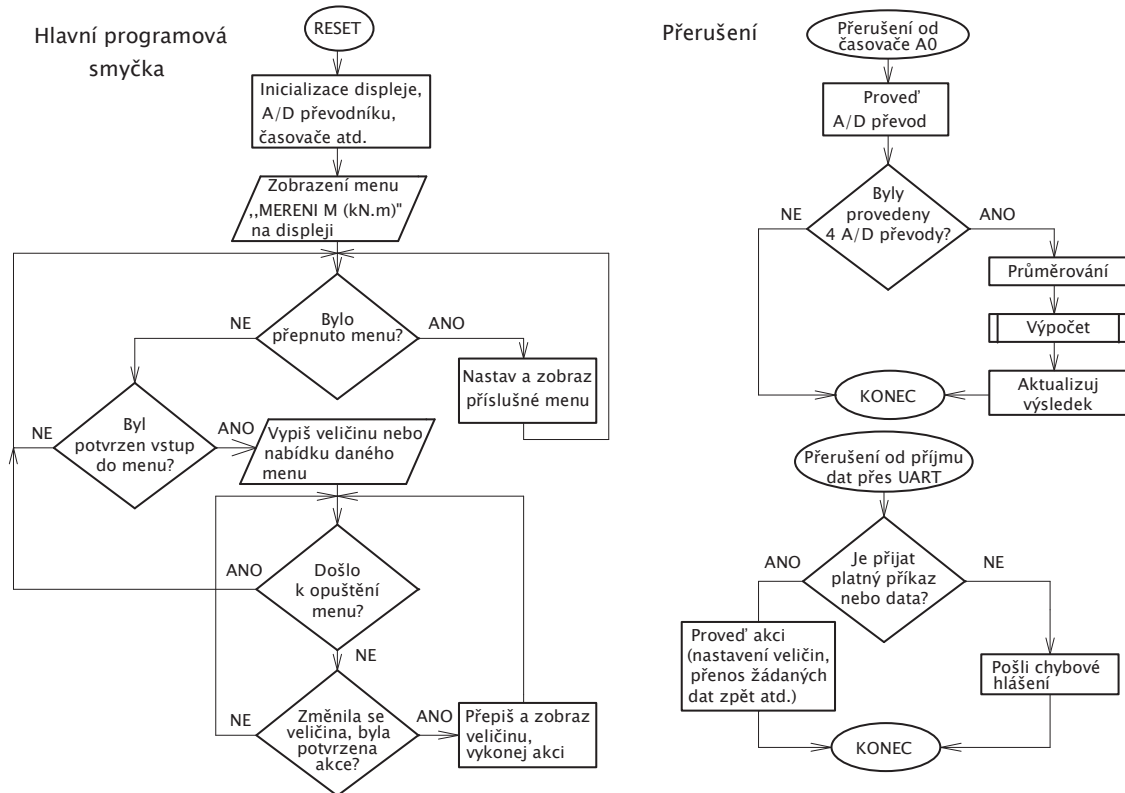 Hlavní programová
smyčka
RESET
Inicializace displeje,
A/D převodníku,
časovače atd.
Zobrazení menu
,,MERENI M (kN.m)"
na displeji
Bylo
přepnuto menu?
NE
ANO
Nastav a zobraz
příslušné menu
Byl
potvrzen vstup
do menu?
NE
ANO
Vypiš veličinu nebo
nabídku daného
menu
Došlo
k opuštění
menu?
ANO
NE
Změnila se
veličina, byla
potvrzena
akce?
NE
ANO
Přepiš a zobraz
veličinu,
vykonej akci
Přerušení
Přerušení od
časovače A0
Proveď
A/D převod
Byly
provedeny
4 A/D převody?
NE
ANO
Průměrování
Výpočet
Aktualizuj
výsledek
KONEC
Přerušení od příjmu
dat přes UART
Je přijat
platný příkaz
nebo data?
ANO
NE
Proveď akci
(nastavení veličin,
přenos žádaných
dat zpět atd.)
Pošli chybové
hlášení
KONEC